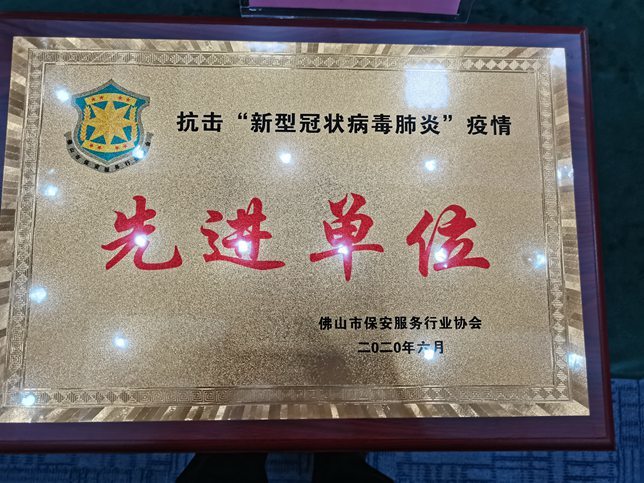 抗击“新型冠状病毒肺炎”疫情
先进单位
佛山市保安服务行业协会
二〇二〇年六月